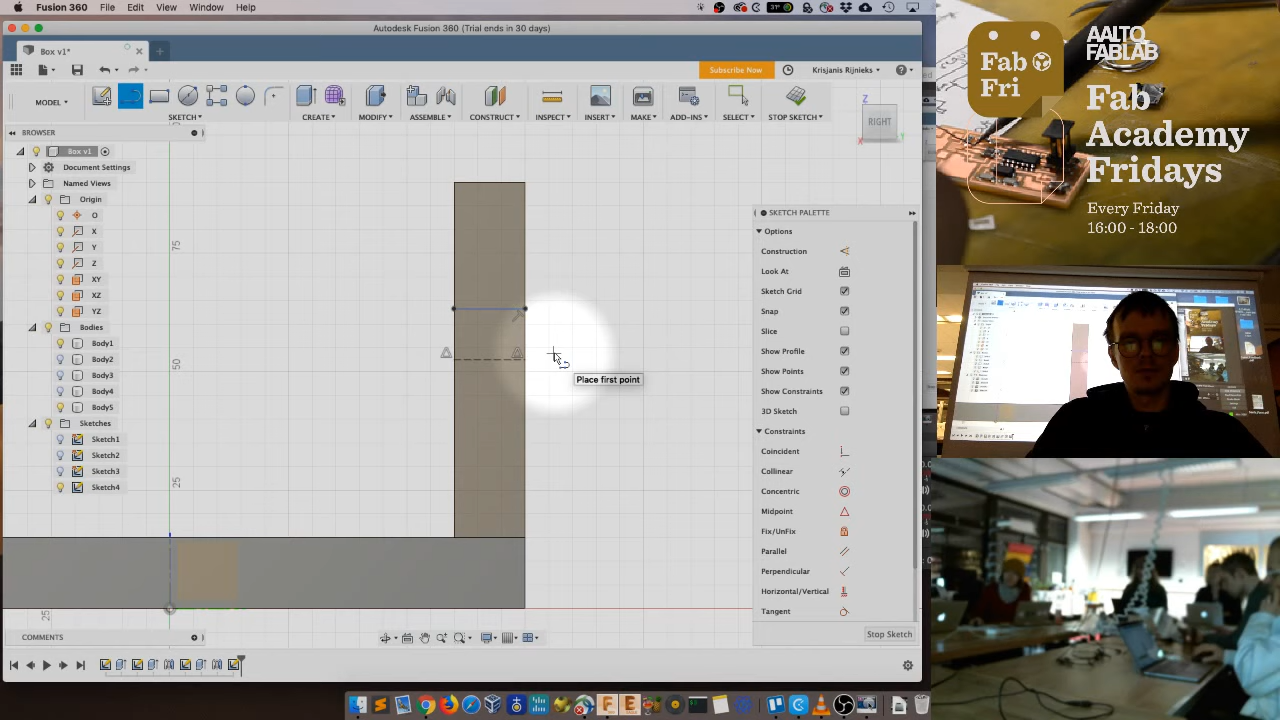 Fusion 360 File Edit View Window Help
Autodesk Fusion 360 (Trial ends in 30 days)
Box v1*
Subscribe Now
Krisjanis Rijnieks
MODEL
SKETCH
CREATE
MODIFY
ASSEMBLE
CONSTRUCT
INSPECT
INSERT
MAKE
ADD-INS
SELECT
STOP SKETCH
Z
RIGHT
X
Y
BROWSER
Box v1
Document Settings
Named Views
Origin
O
X
Y
Z
XY
XZ
YZ
Bodies
Body1
Body2
Body3
Body4
Body5
Sketches
Sketch1
Sketch2
Sketch3
Sketch4
75
50
25
25
Place first point
SKETCH PALETTE
Options
Construction
Look At
Sketch Grid
Snap
Slice
Show Profile
Show Points
Show Constraints
3D Sketch
Constraints
Coincident
Collinear
Concentric
Midpoint
Fix/UnFix
Parallel
Perpendicular
Horizontal/Vertical
Tangent
Stop Sketch
COMMENTS
Fab
Fri
AALTO
FABLAB
Fab
Academy
Fridays
Every Friday
16:00 - 18:00